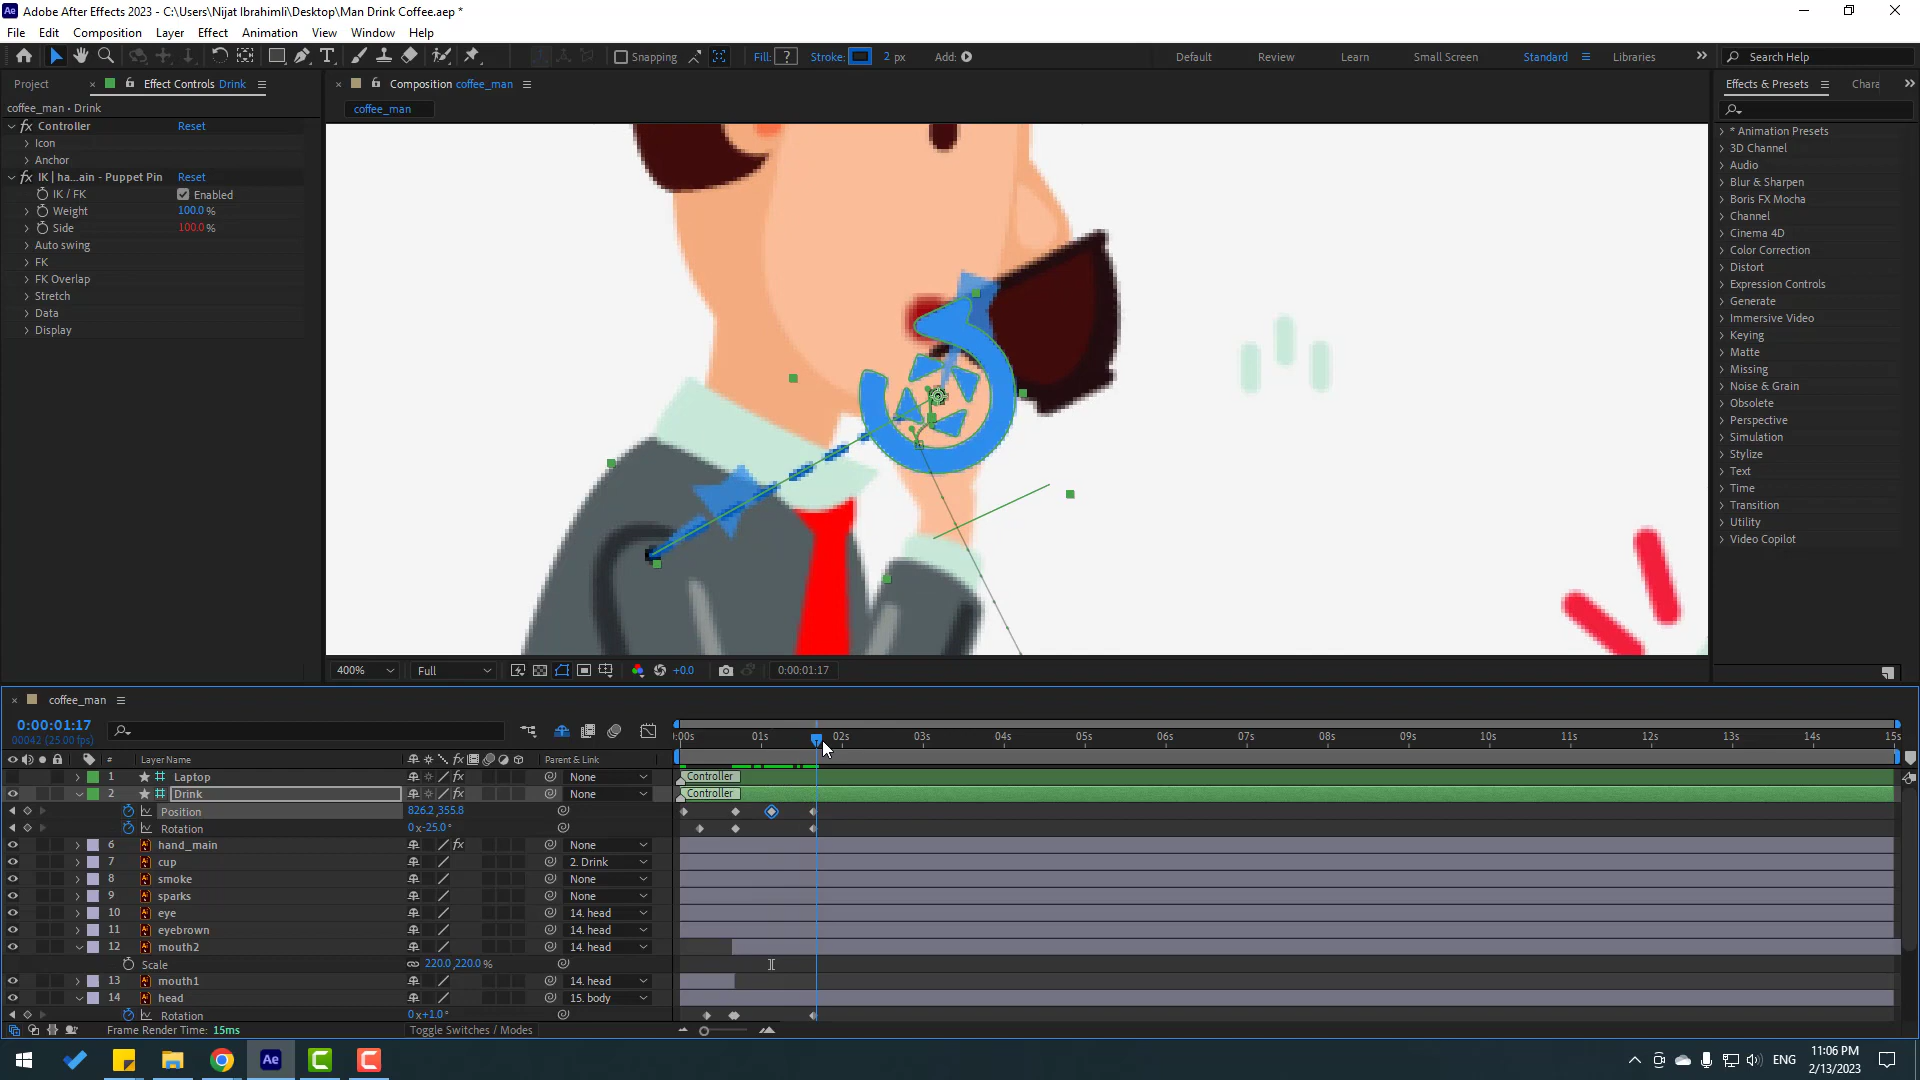 Adobe After Effects 2023 - C:\Users\Nijat Ibrahimli\Desktop\Man Drink Coffee.aep *
File Edit Composition Layer Effect Animation View Window Help
Snapping Fill: ? Stroke: 2 px Add: Default Review Learn Small Screen Standard Libraries Search Help
Project Effect Controls Drink Composition coffee_man Effects & Presets Chara
coffee_man • Drink
coffee_man
fx Controller Reset
Icon
Anchor
fx IK | ha...ain - Puppet Pin Reset
IK / FK Enabled
Weight 100.0 %
Side 100.0 %
Auto swing
FK
FK Overlap
Stretch
Data
Display
* Animation Presets
3D Channel
Audio
Blur & Sharpen
Boris FX Mocha
Channel
Cinema 4D
Color Correction
Distort
Expression Controls
Generate
Immersive Video
Keying
Matte
Missing
Noise & Grain
Obsolete
Perspective
Simulation
Stylize
Text
Time
Transition
Utility
Video Copilot
400% Full +0.0 0:00:01:17
coffee_man
0:00:01:17
00042 (25.00 fps)
:00s 01s 02s 03s 04s 05s 06s 07s 08s 09s 10s 11s 12s 13s 14s 15s
# Layer Name Parent & Link
1 Laptop None Controller
2 Drink None Controller
Position 826.2,355.8
Rotation 0x-25.0°
6 hand_main None
7 cup 2. Drink
8 smoke None
9 sparks None
10 eye 14. head
11 eyebrown 14. head
12 mouth2 14. head
Scale 220.0,220.0 %
13 mouth1 14. head
14 head 15. body
Rotation 0x+1.0°
Frame Render Time: 15ms Toggle Switches / Modes
Ae ENG 11:06 PM
2/13/2023